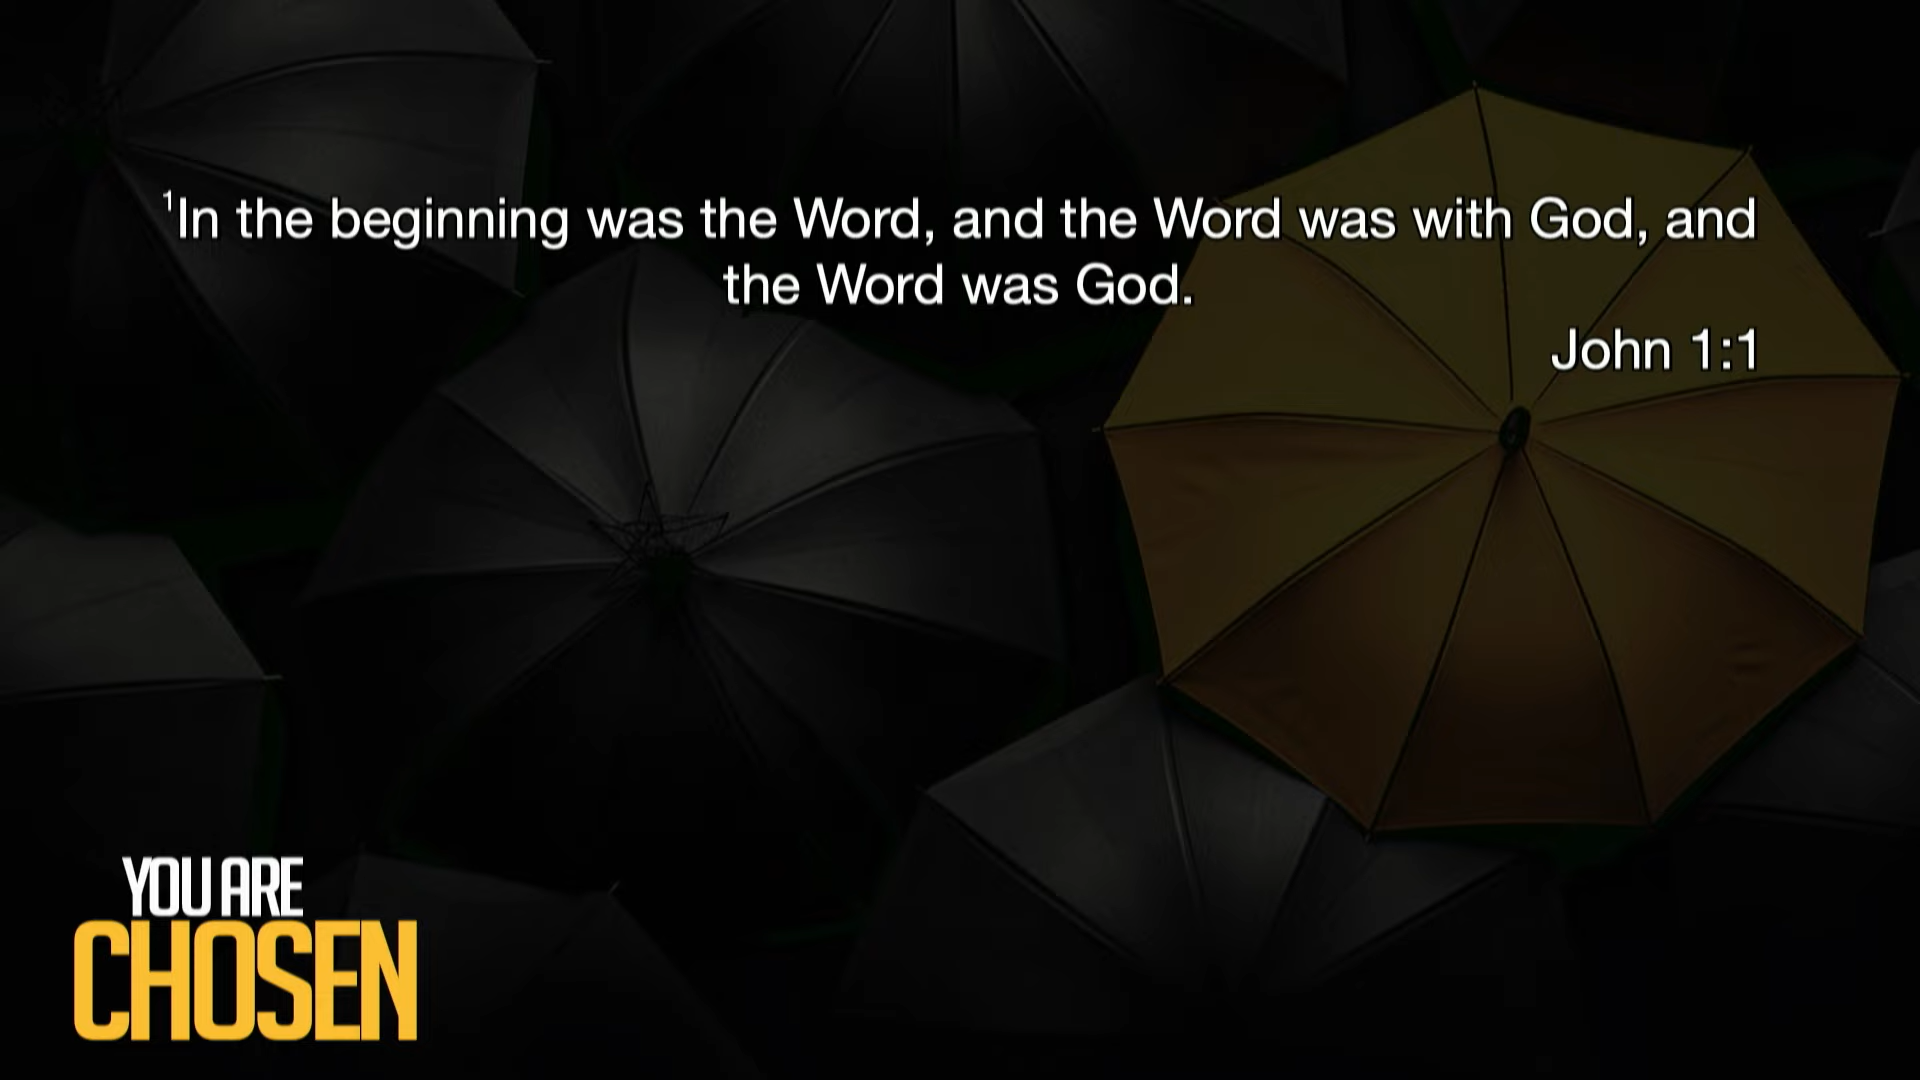 ¹In the beginning was the Word, and the Word was with God, and
the Word was God.
John 1:1
YOU ARE
CHOSEN